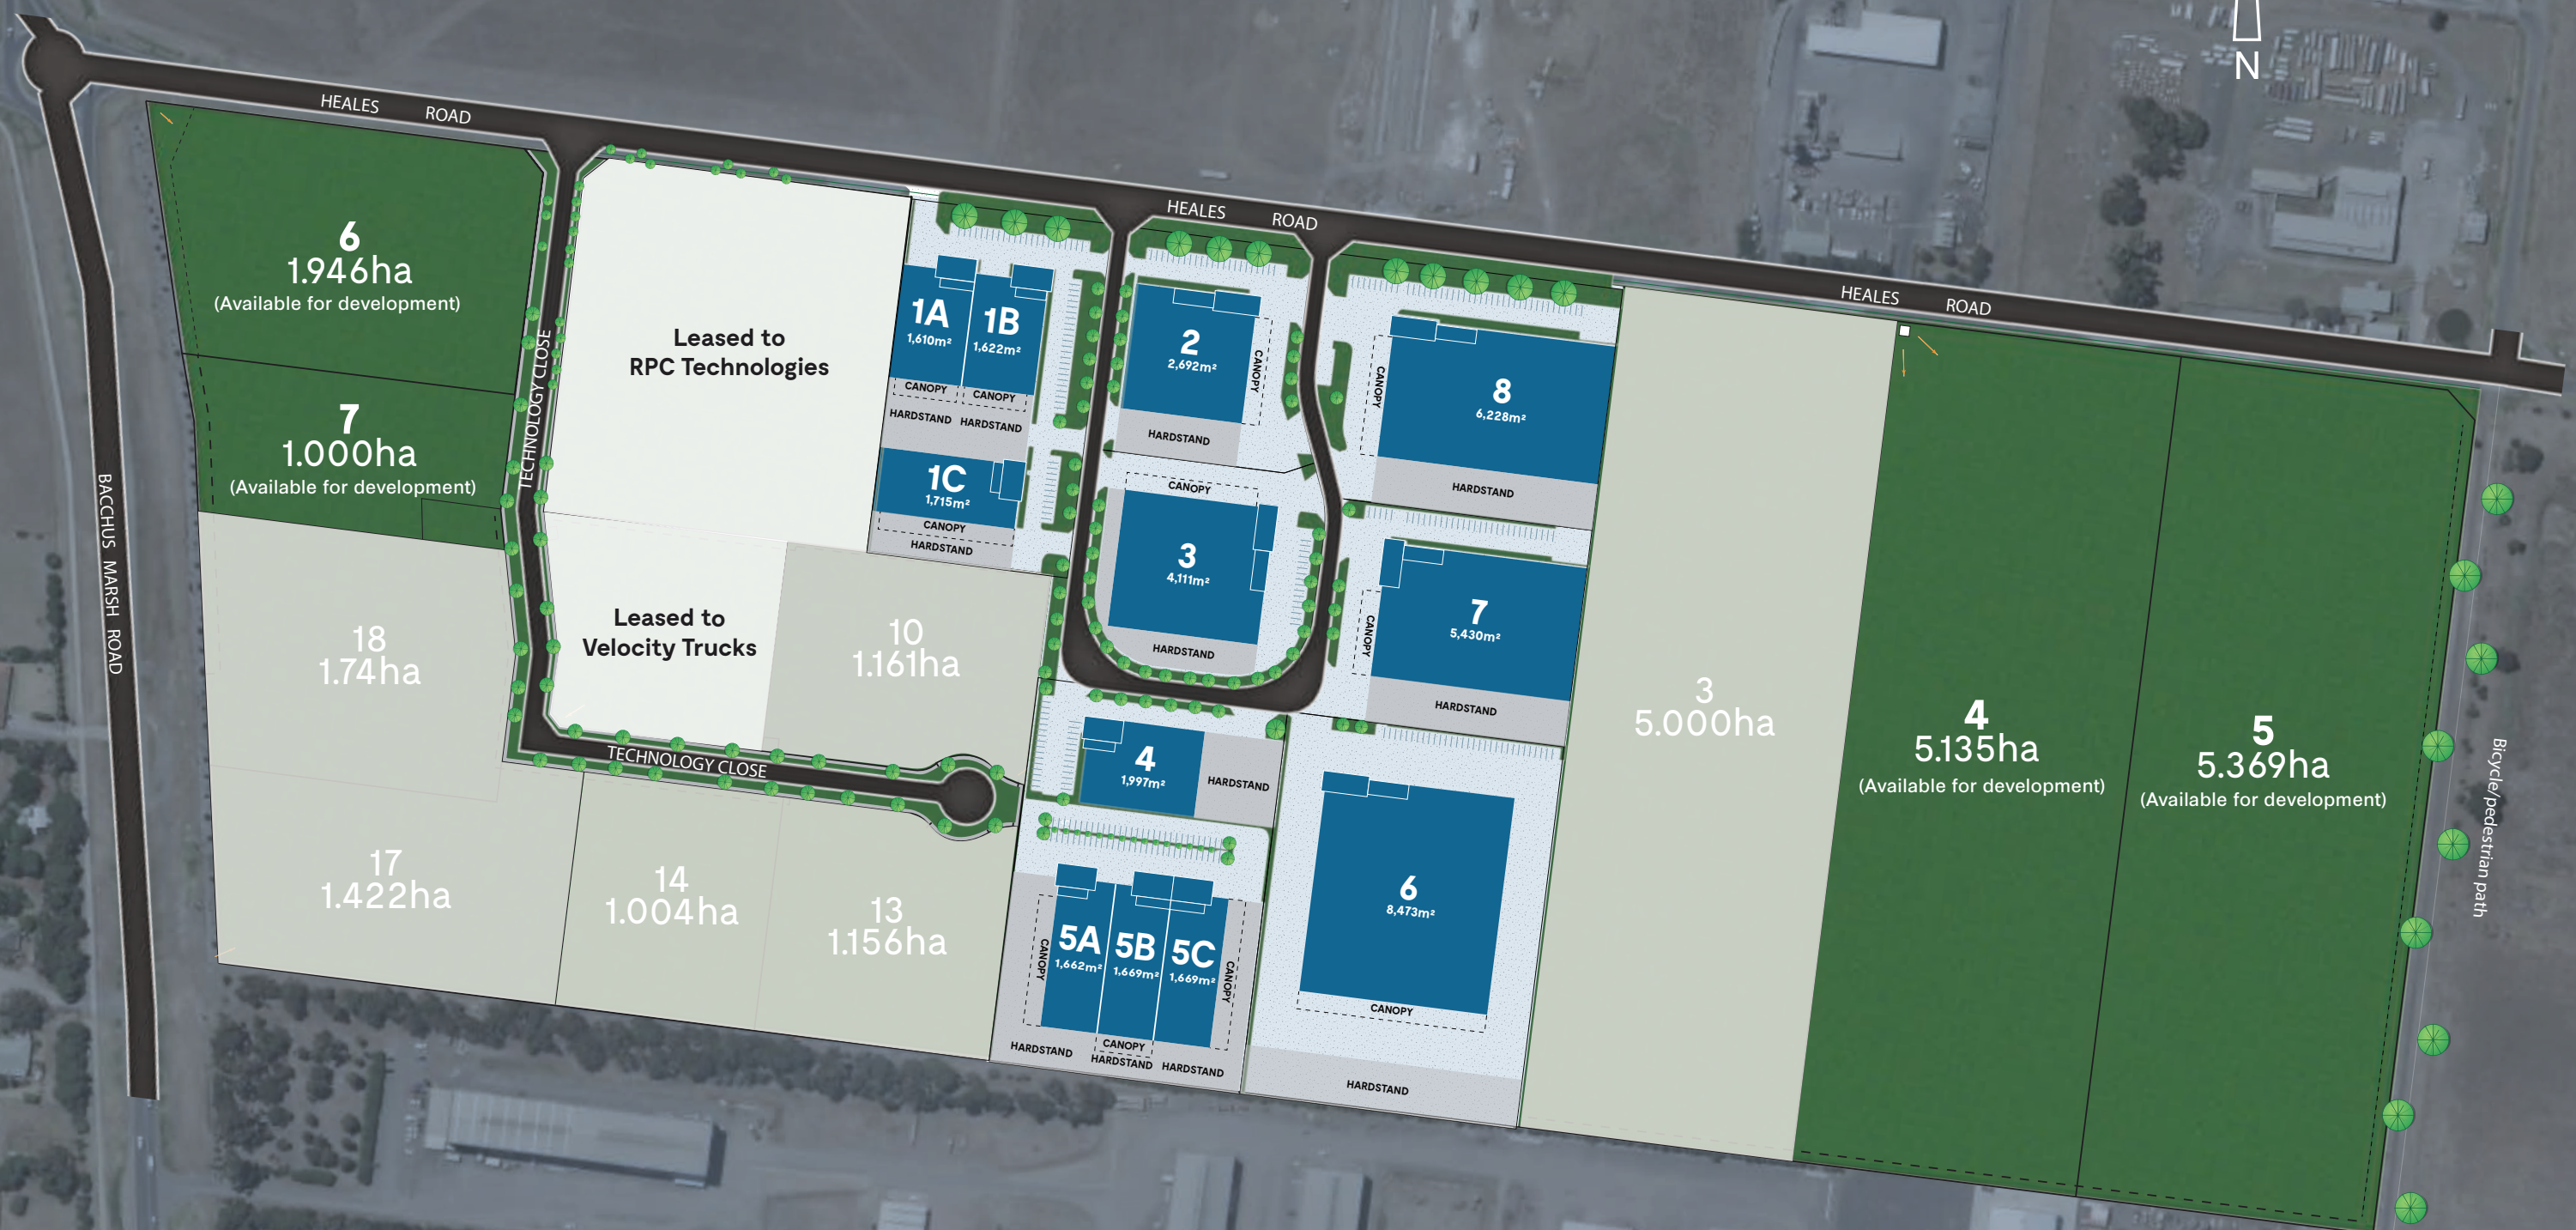 N
HEALES ROAD
HEALES ROAD
HEALES ROAD
BACCHUS MARSH ROAD
TECHNOLOGY CLOSE
TECHNOLOGY CLOSE
Bicycle/pedestrian path
6
1.946ha
(Available for development)
7
1.000ha
(Available for development)
18
1.74ha
17
1.422ha
14
1.004ha
13
1.156ha
10
1.161ha
Leased to
RPC Technologies
Leased to
Velocity Trucks
1A
1,610m²
1B
1,622m²
CANOPY
CANOPY
HARDSTAND
HARDSTAND
1C
1,715m²
CANOPY
HARDSTAND
2
2,692m²
CANOPY
HARDSTAND
CANOPY
3
4,111m²
HARDSTAND
4
1,997m²
HARDSTAND
CANOPY
5A
1,662m²
5B
1,669m²
5C
1,669m²
CANOPY
CANOPY
HARDSTAND
HARDSTAND
HARDSTAND
CANOPY
8
6,228m²
HARDSTAND
CANOPY
7
5,430m²
HARDSTAND
6
8,473m²
CANOPY
HARDSTAND
3
5.000ha
4
5.135ha
(Available for development)
5
5.369ha
(Available for development)